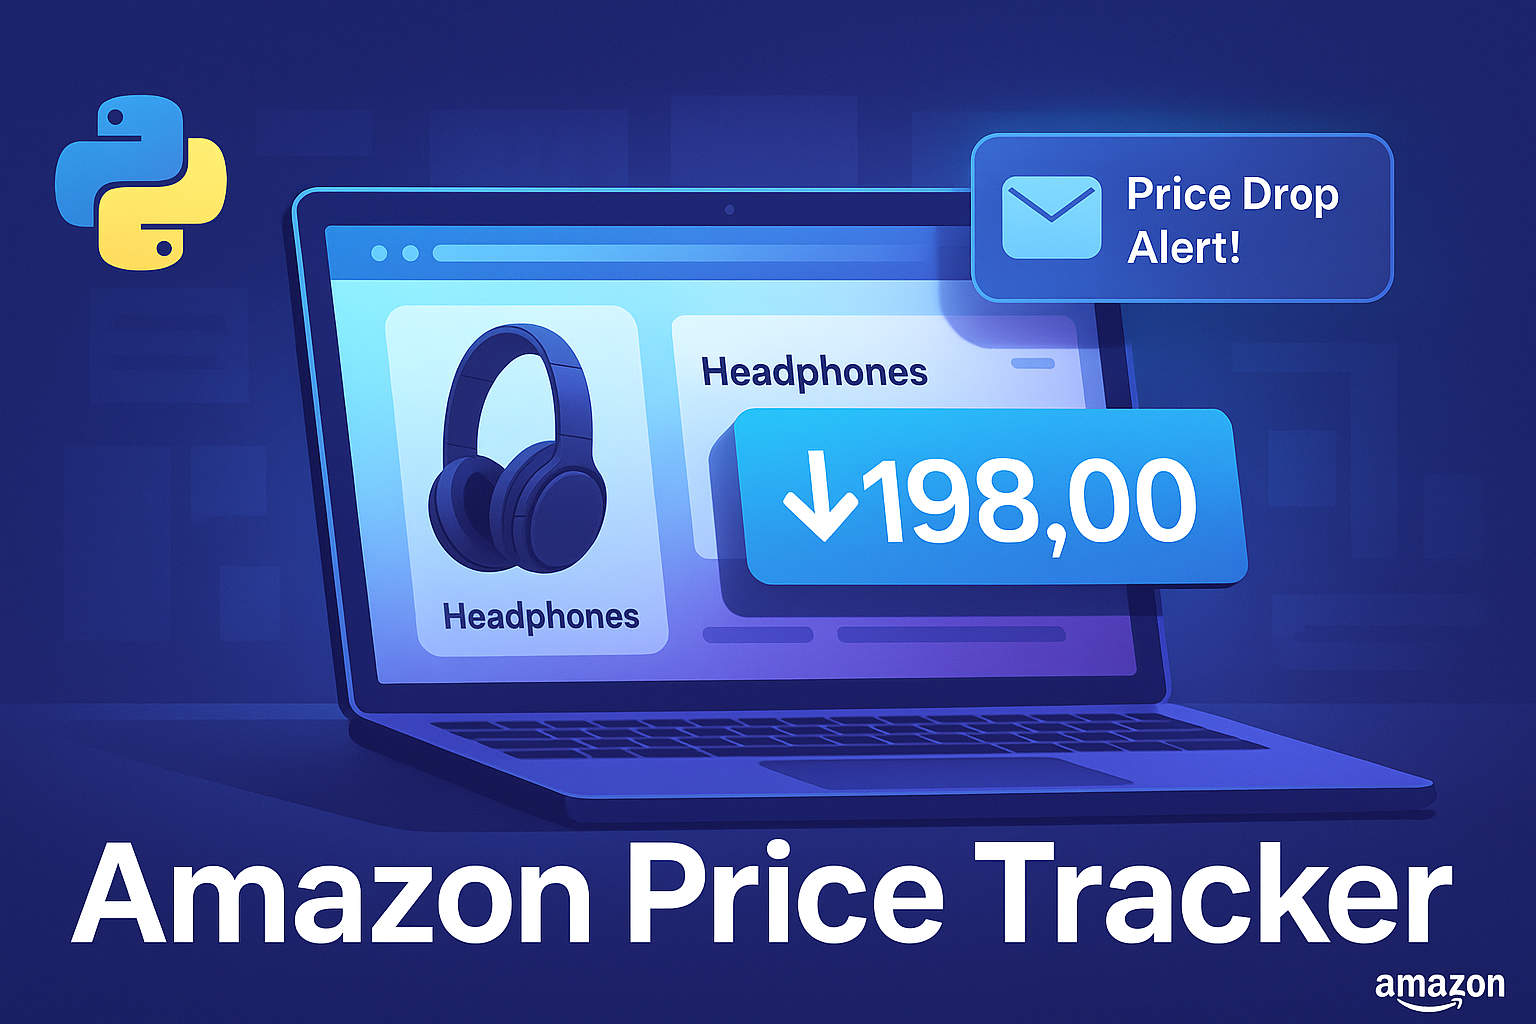 Price Drop
Alert!
Headphones
↓198,00
Headphones
Amazon Price Tracker
amazon